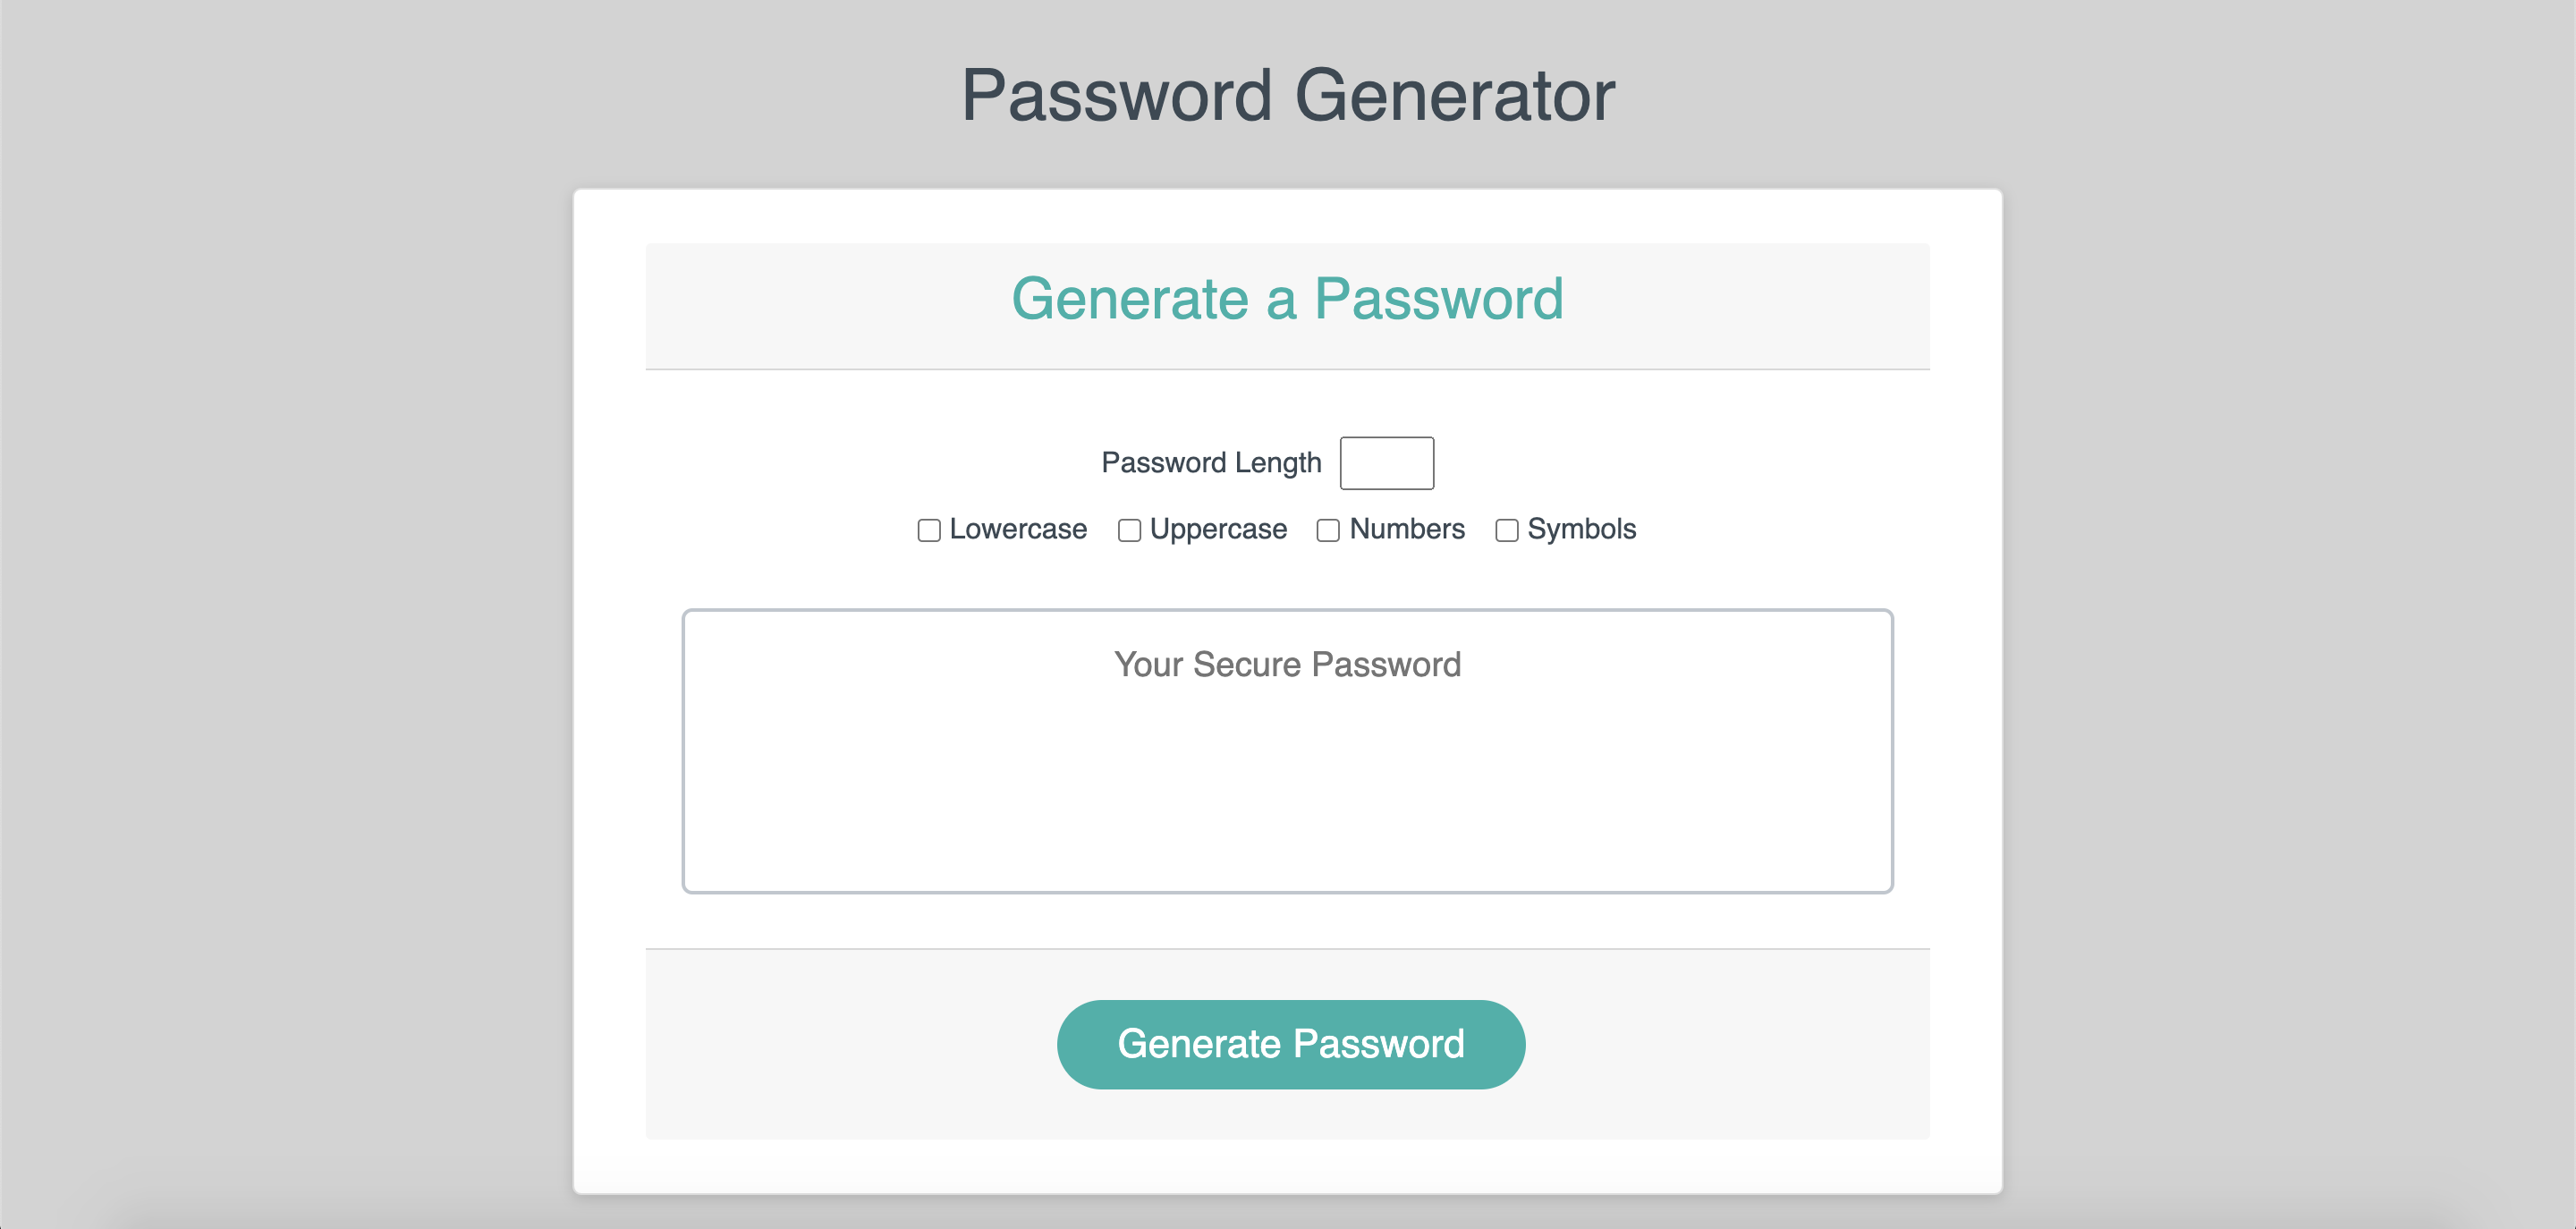 Password Generator
Generate a Password
Password Length
Lowercase Uppercase Numbers Symbols
Your Secure Password
Generate Password